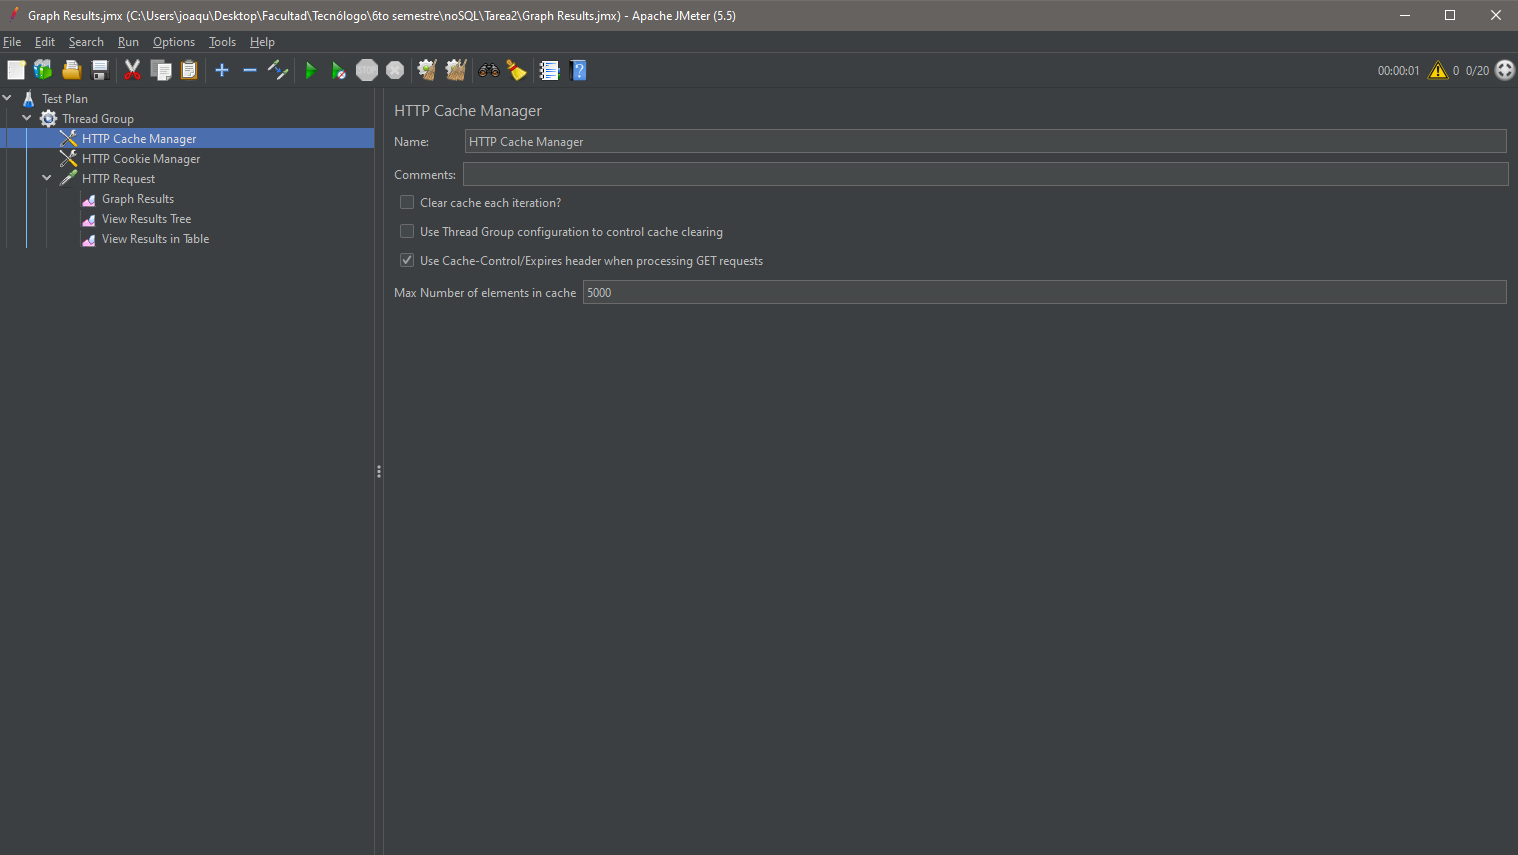 Graph Results.jmx (C:\Users\joaqu\Desktop\Facultad\Tecnólogo\6to semestre\noSQL\Tarea2\Graph Results.jmx) - Apache JMeter (5.5)
File Edit Search Run Options Tools Help
STOP 00:00:01 0 0/20
Test Plan
Thread Group
HTTP Cache Manager
HTTP Cookie Manager
HTTP Request
Graph Results
View Results Tree
View Results in Table
HTTP Cache Manager
Name: HTTP Cache Manager
Comments:
Clear cache each iteration?
Use Thread Group configuration to control cache clearing
Use Cache-Control/Expires header when processing GET requests
Max Number of elements in cache 5000